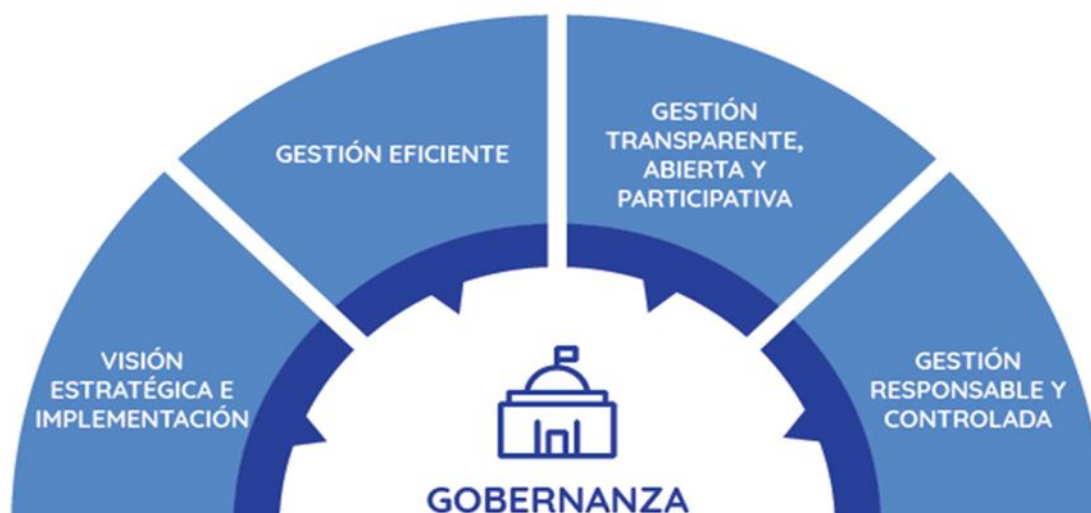 GESTIÓN EFICIENTE
GESTIÓN
TRANSPARENTE,
ABIERTA Y
PARTICIPATIVA
VISIÓN
ESTRATÉGICA E
IMPLEMENTACIÓN
GESTIÓN
RESPONSABLE Y
CONTROLADA
GOBERNANZA